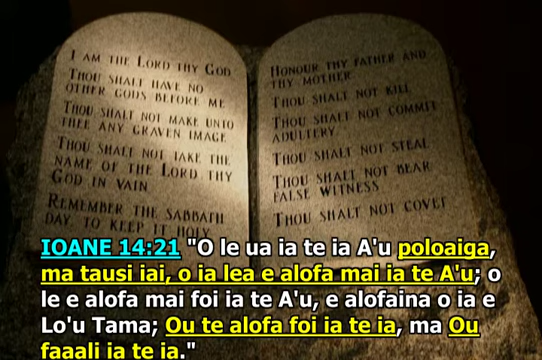 I AM THE LORD THY GOD
THOU SHALT HAVE NO
OTHER GODS BEFORE ME
THOU SHALT NOT MAKE UNTO
THEE ANY GRAVEN IMAGE
THOU SHALT NOT TAKE THE
NAME OF THE LORD THY
GOD IN VAIN
REMEMBER THE SABBATH
DAY, TO KEEP IT HOLY
HONOUR THY FATHER AND
THY MOTHER
THOU SHALT NOT KILL
THOU SHALT NOT COMMIT
ADULTERY
THOU SHALT NOT STEAL
THOU SHALT NOT BEAR
FALSE WITNESS
THOU SHALT NOT COVET
IOANE 14:21 "O le ua ia te ia A'u poloaiga,
ma tausi iai, o ia lea e alofa mai ia te A'u; o
le e alofa mai foi ia te A'u, e alofaina o ia e
Lo'u Tama; Ou te alofa foi ia te ia, ma Ou
faaali ia te ia."